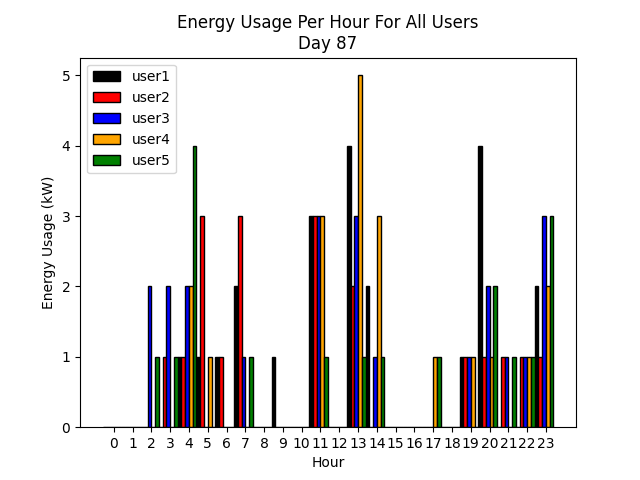 Energy Usage Per Hour For All Users
Day 87
user1
user2
user3
user4
user5
Energy Usage (kW)
5
4
3
2
1
0
0 1 2 3 4 5 6 7 8 9 10 11 12 13 14 15 16 17 18 19 20 21 22 23
Hour